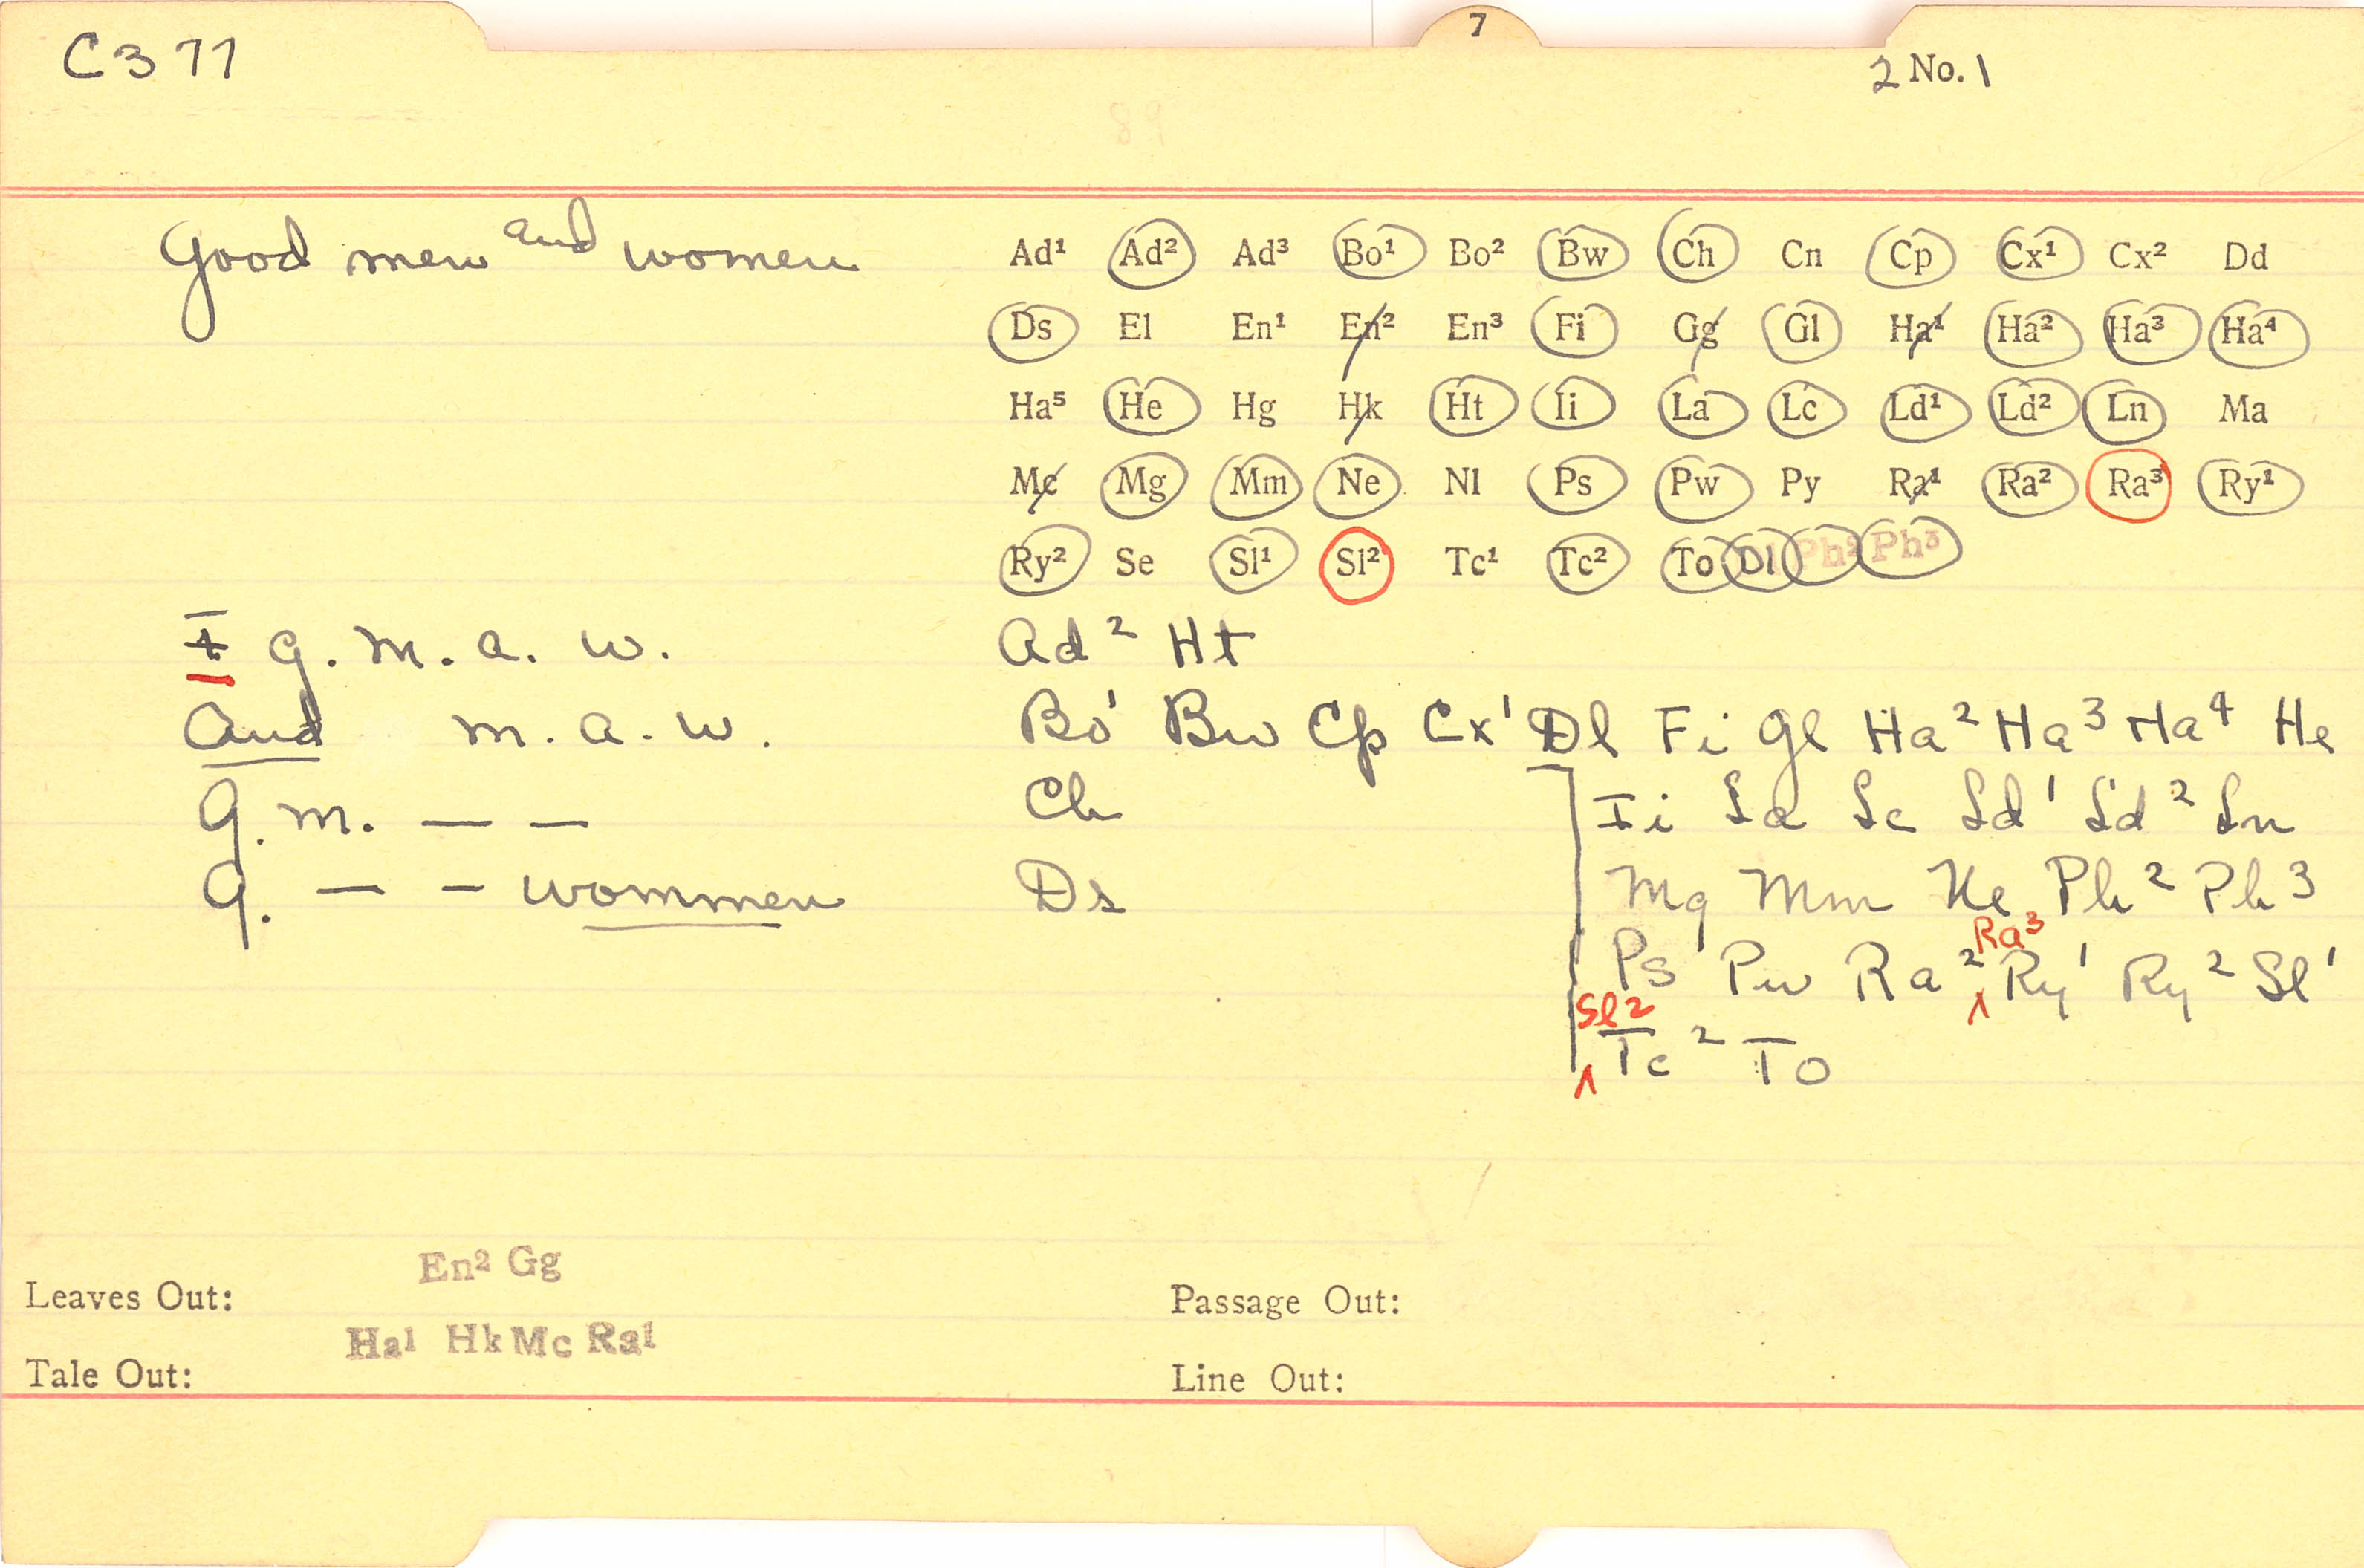 7
C 377
2 No. 1
Good men and women
Ad¹ Ad² Ad³ Bo¹ Bo² Bw Ch Cn Cp Cx¹ Cx² Dd
Ds El En¹ En² En³ Fi Gg Gl Ha¹ Ha² Ha³ Ha⁴
Ha⁵ He Hg Hk Ht Ii La Lc Ld¹ Ld² Ln Ma
Mc Mg Mm Ne Nl Ps Pw Py Ra¹ Ra² Ra³ Ry¹
Ry² Se Sl¹ Sl² Tc¹ Tc² To Dl Ph² Ph³
I G. m. a. w. Ad² Ht
And m. a. w. Bo¹ Bw Cp Cx¹ Dl Fi Gl Ha² Ha³ Ha⁴ He
G. m. — — Ch Ii La Lc Ld¹ Ld² Ln
G. — — wommen Ds Mg Mm Ne Ph² Ph³
Ps Pw Ra² Ra³ Ry¹ Ry² Sl¹
Sl² Tc² To
En² Gg
Leaves Out: Passage Out:
Ha¹ Hk Mc Ra¹
Tale Out: Line Out: